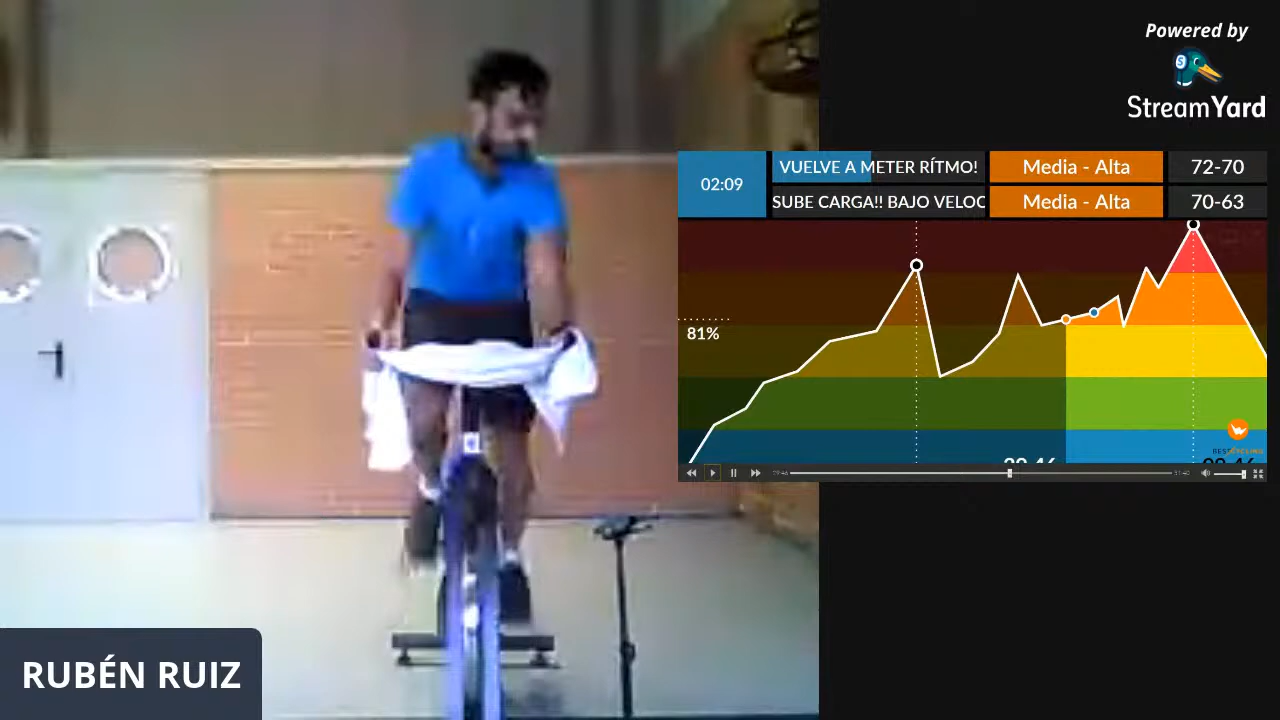 Powered by
StreamYard
02:09
VUELVE A METER RÍTMO!
Media - Alta
72-70
SUBE CARGA!! BAJO VELOC
Media - Alta
70-63
81%
BESTCYCLING
RUBÉN RUIZ